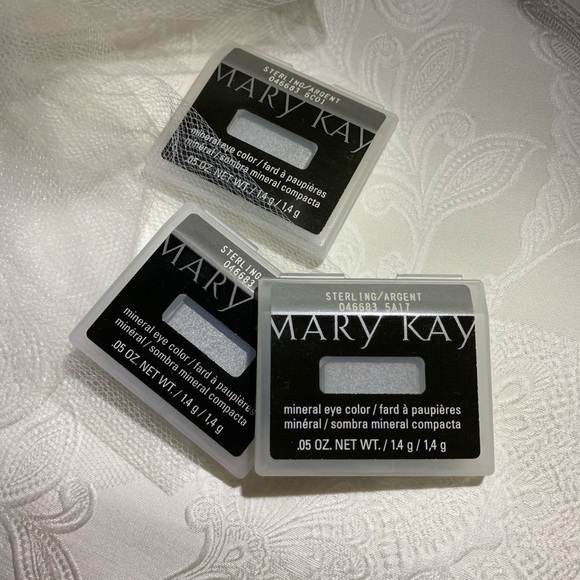 STERLING/ARGENT
046683 6C01
MARY KAY
mineral eye color / fard à paupières
minéral / sombra mineral compacta
.05 OZ. NET WT. / 1.4 g / 1,4 g
STERLING
046683
MARY
mineral eye color / fard à paupières
minéral / sombra mineral compacta
.05 OZ. NET WT. / 1.4 g / 1,4 g
STERLING/ARGENT
046683 5A17
MARY KAY
mineral eye color / fard à paupières
minéral / sombra mineral compacta
.05 OZ. NET WT. / 1.4 g / 1,4 g